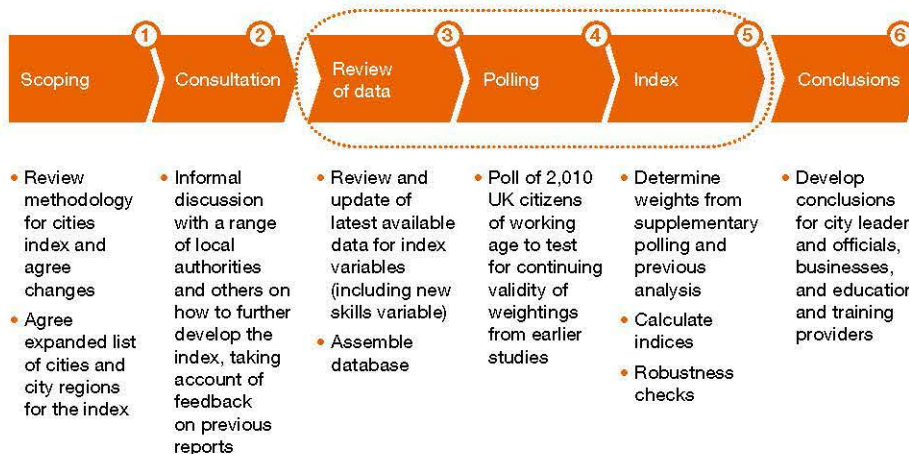 1
Scoping
2
Consultation
3
Review
of data
4
Polling
5
Index
6
Conclusions
• Review
methodology
for cities
index and
agree
changes
• Agree
expanded list
of cities and
city regions
for the index
• Informal
discussion
with a range
of local
authorities
and others on
how to further
develop the
index, taking
account of
feedback
on previous
reports
• Review and
update of
latest available
data for index
variables
(including new
skills variable)
• Assemble
database
• Poll of 2,010
UK citizens
of working
age to test
for continuing
validity of
weightings
from earlier
studies
• Determine
weights from
supplementary
polling and
previous
analysis
• Calculate
indices
• Robustness
checks
• Develop
conclusions
for city leader
and officials,
businesses,
and education
and training
providers